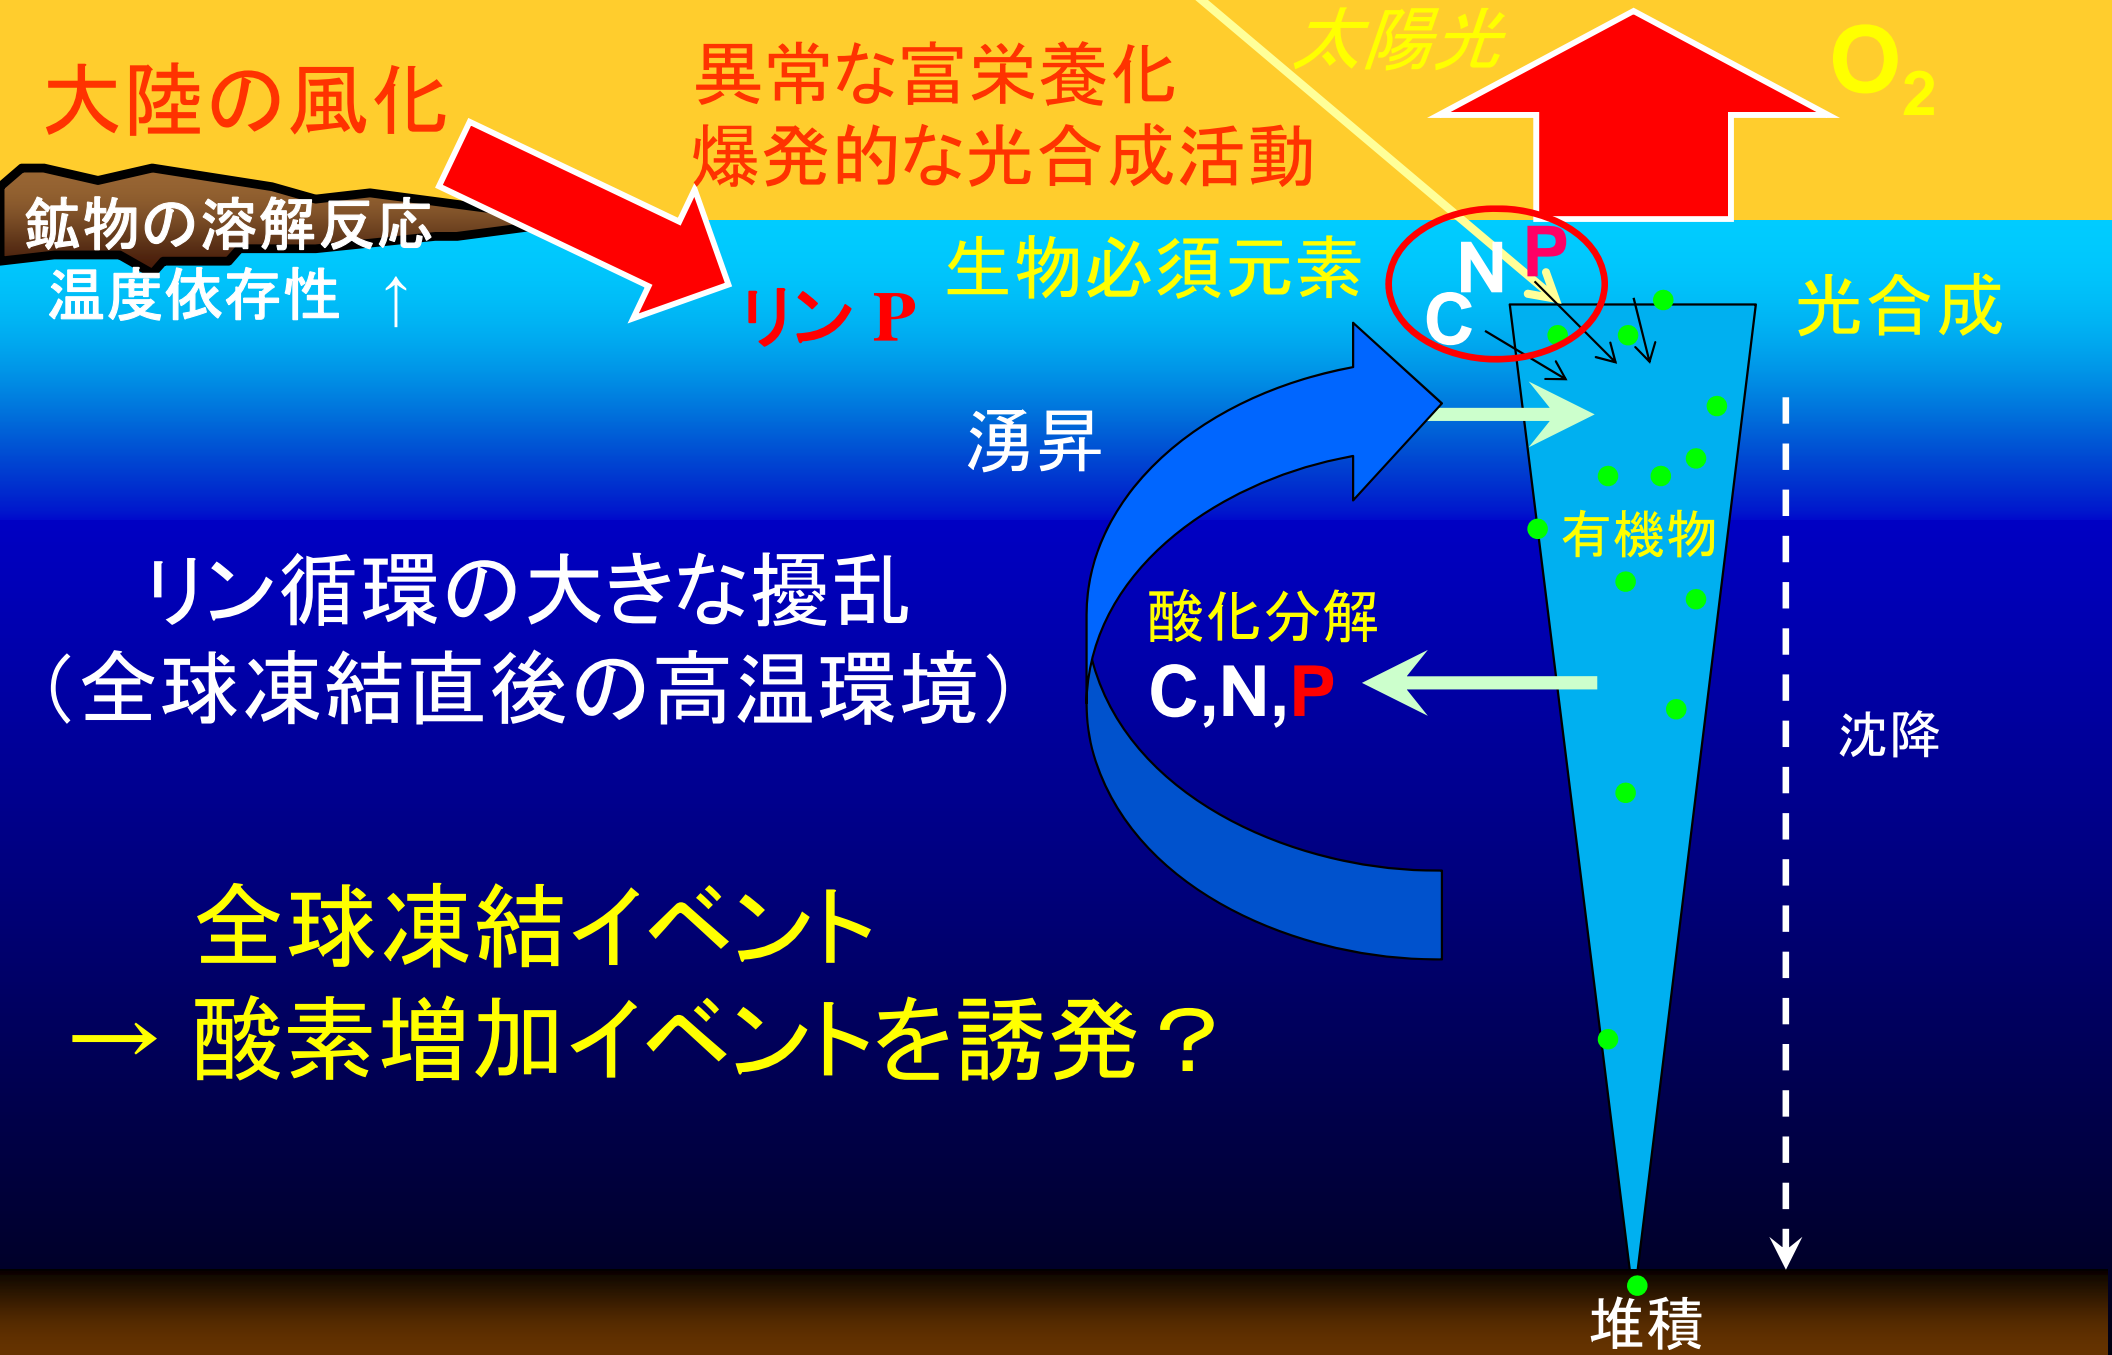 大陸の風化
異常な富栄養化
爆発的な光合成活動
太陽光
O2
鉱物の溶解反応
温度依存性 ↑
リン P
生物必須元素
N P
C
光合成
湧昇
有機物
リン循環の大きな擾乱
（全球凍結直後の高温環境）
酸化分解
C,N,P
沈降
全球凍結イベント
→ 酸素増加イベントを誘発？
堆積